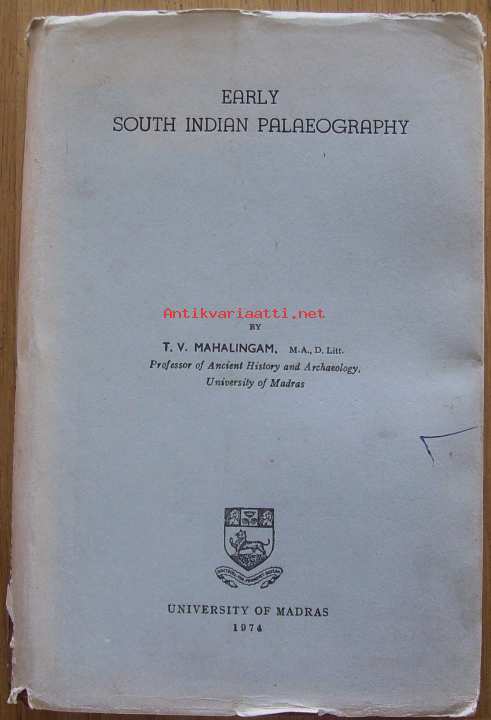 EARLY
SOUTH INDIAN PALAEOGRAPHY
Antikvariaatti.net
BY
T. V. MAHALINGAM, M.A., D. Litt.
Professor of Ancient History and Archaeology,
University of Madras
UNIVERSITY OF MADRAS
1974